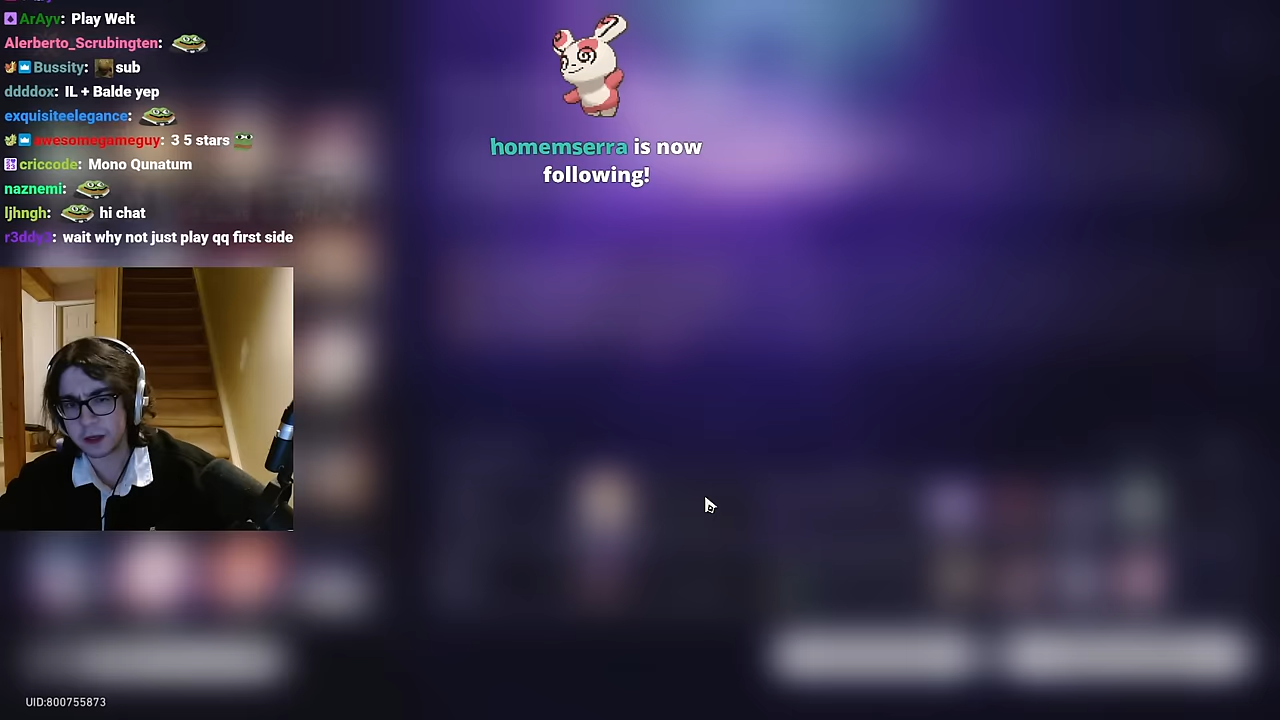 ArAyv: Play Welt
Alerberto_Scrubington:
Bussity: sub
ddddox: IL + Balde yep
exquisiteelegance:
awesomegameguy: 3 5 stars
criccode: Mono Qunatum
naznemi:
ljhngh: hi chat
wait why not just play qq first side
homemserra is now
following!
UID:800755873